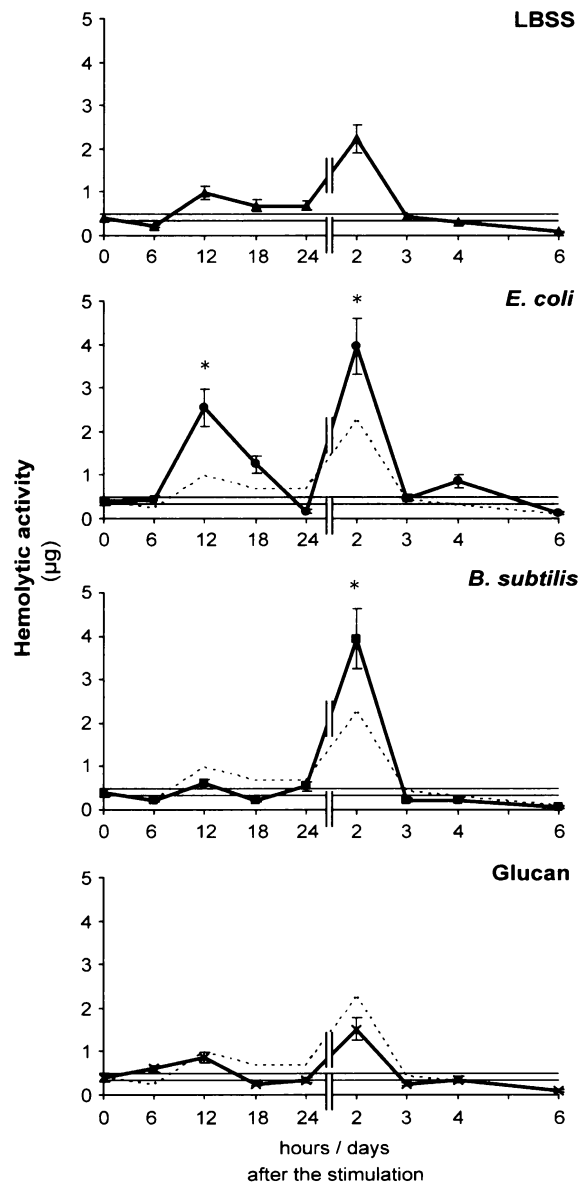 LBSS
5
4
3
2
1
0
0 6 12 18 24 2 3 4 6
E. coli
5
*
4
*
3
2
1
0
0 6 12 18 24 2 3 4 6
Hemolytic activity
(µg)
B. subtilis
5
*
4
3
2
1
0
0 6 12 18 24 2 3 4 6
Glucan
5
4
3
2
1
0
0 6 12 18 24 2 3 4 6
hours / days
after the stimulation